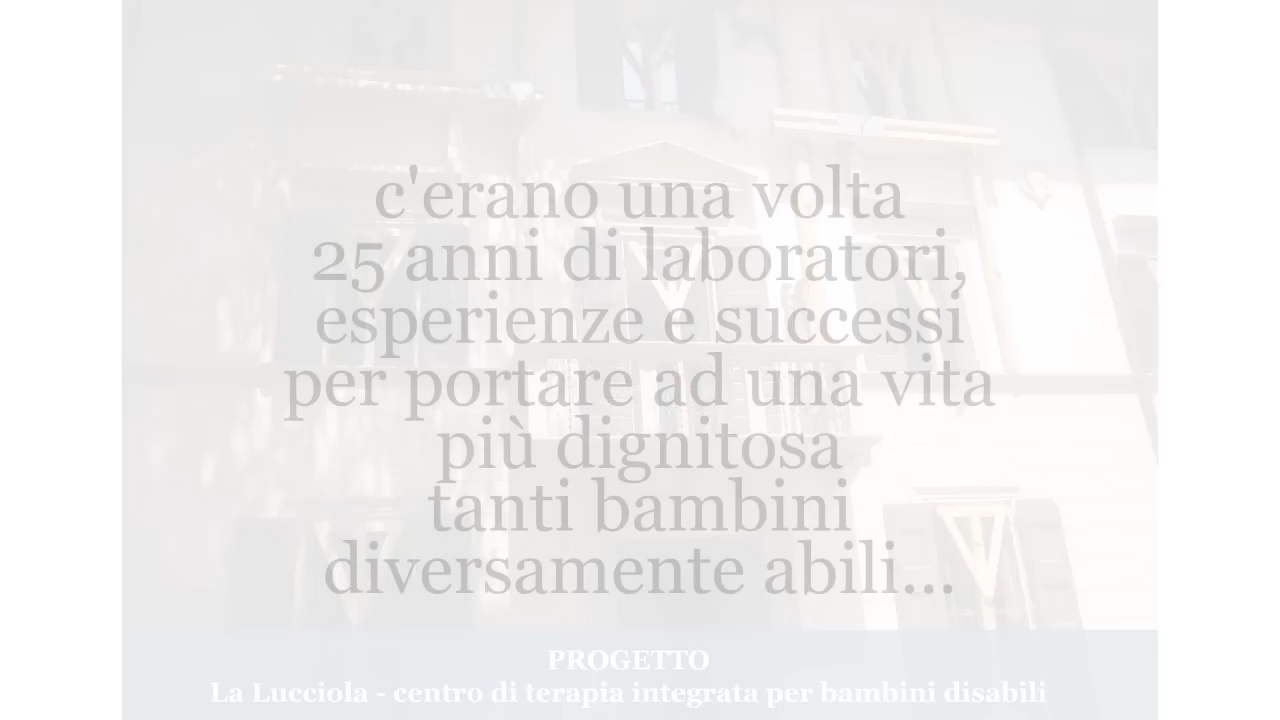 c'erano una volta
25 anni di laboratori,
esperienze e successi
per portare ad una vita
più dignitosa
tanti bambini
diversamente abili...
PROGETTO
La Lucciola - centro di terapia integrata per bambini disabili